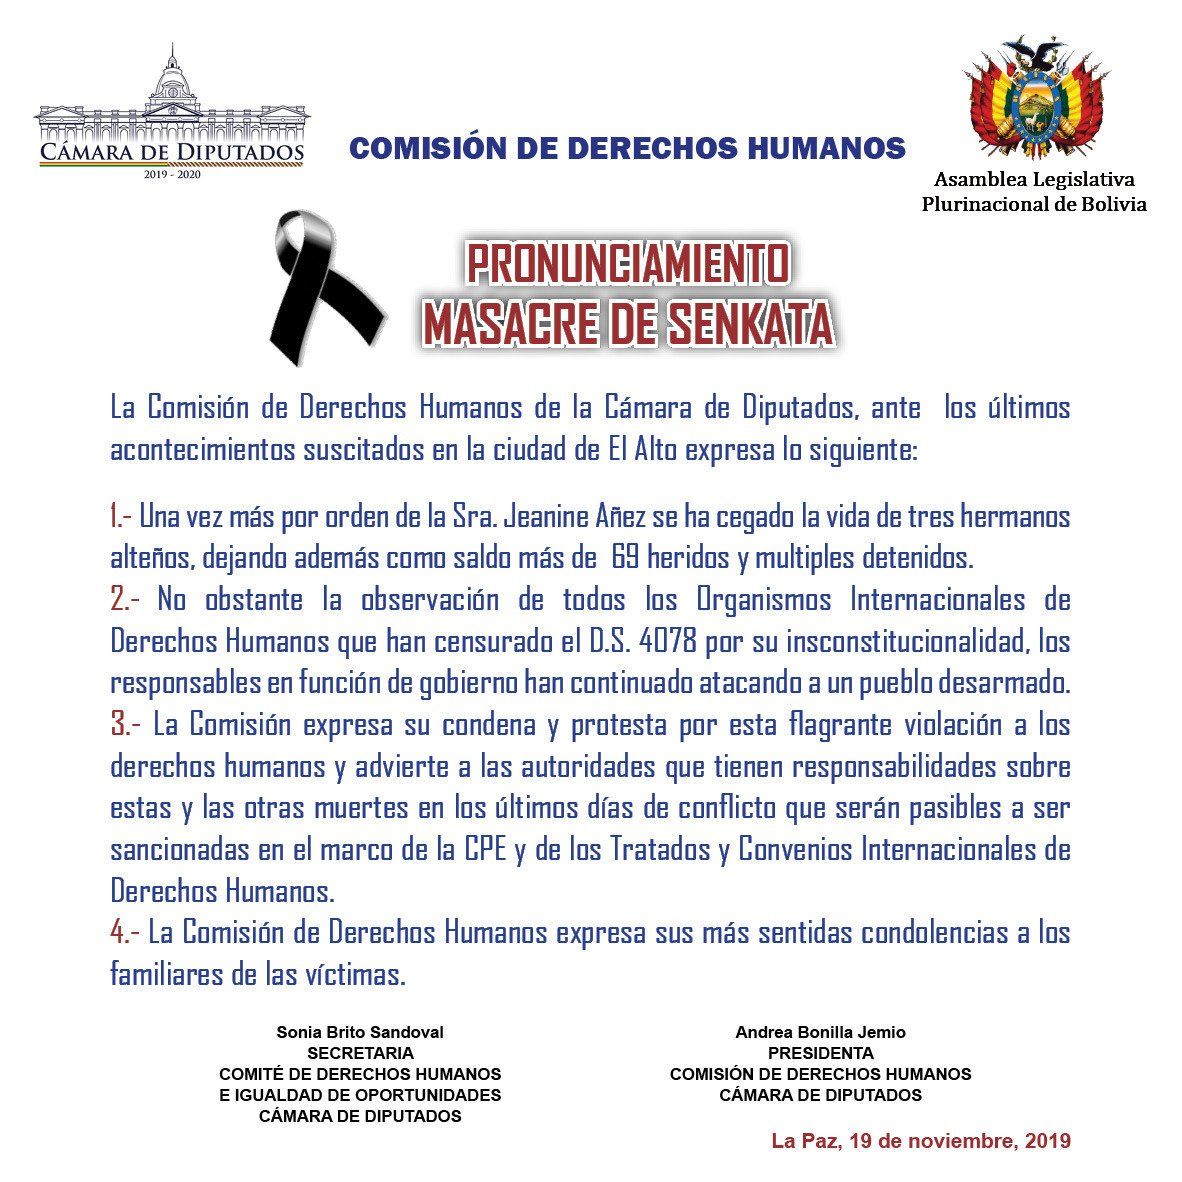 CÁMARA DE DIPUTADOS
2019 - 2020
COMISIÓN DE DERECHOS HUMANOS
Asamblea Legislativa
Plurinacional de Bolivia
PRONUNCIAMIENTO
MASACRE DE SENKATA
La Comisión de Derechos Humanos de la Cámara de Diputados, ante los últimos
acontecimientos suscitados en la ciudad de El Alto expresa lo siguiente:
1.- Una vez más por orden de la Sra. Jeanine Añez se ha cegado la vida de tres hermanos
alteños, dejando además como saldo más de 69 heridos y multiples detenidos.
2.- No obstante la observación de todos los Organismos Internacionales de
Derechos Humanos que han censurado el D.S. 4078 por su insconstitucionalidad, los
responsables en función de gobierno han continuado atacando a un pueblo desarmado.
3.- La Comisión expresa su condena y protesta por esta flagrante violación a los
derechos humanos y advierte a las autoridades que tienen responsabilidades sobre
estas y las otras muertes en los últimos días de conflicto que serán pasibles a ser
sancionadas en el marco de la CPE y de los Tratados y Convenios Internacionales de
Derechos Humanos.
4.- La Comisión de Derechos Humanos expresa sus más sentidas condolencias a los
familiares de las víctimas.
Sonia Brito Sandoval
SECRETARIA
COMITÉ DE DERECHOS HUMANOS
E IGUALDAD DE OPORTUNIDADES
CÁMARA DE DIPUTADOS
Andrea Bonilla Jemio
PRESIDENTA
COMISIÓN DE DERECHOS HUMANOS
CÁMARA DE DIPUTADOS
La Paz, 19 de noviembre, 2019